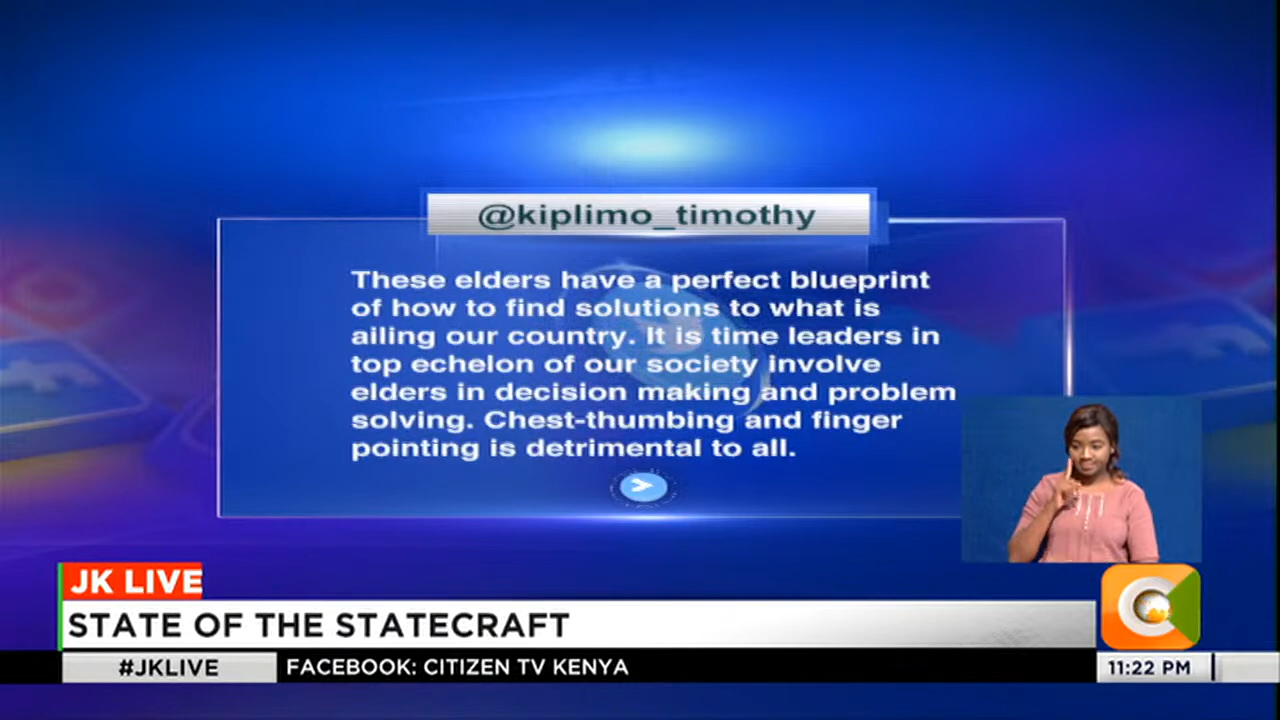 @kiplimo_timothy
These elders have a perfect blueprint
of how to find solutions to what is
ailing our country. It is time leaders in
top echelon of our society involve
elders in decision making and problem
solving. Chest-thumbing and finger
pointing is detrimental to all.
JK LIVE
STATE OF THE STATECRAFT
#JKLIVE FACEBOOK: CITIZEN TV KENYA 11:22 PM